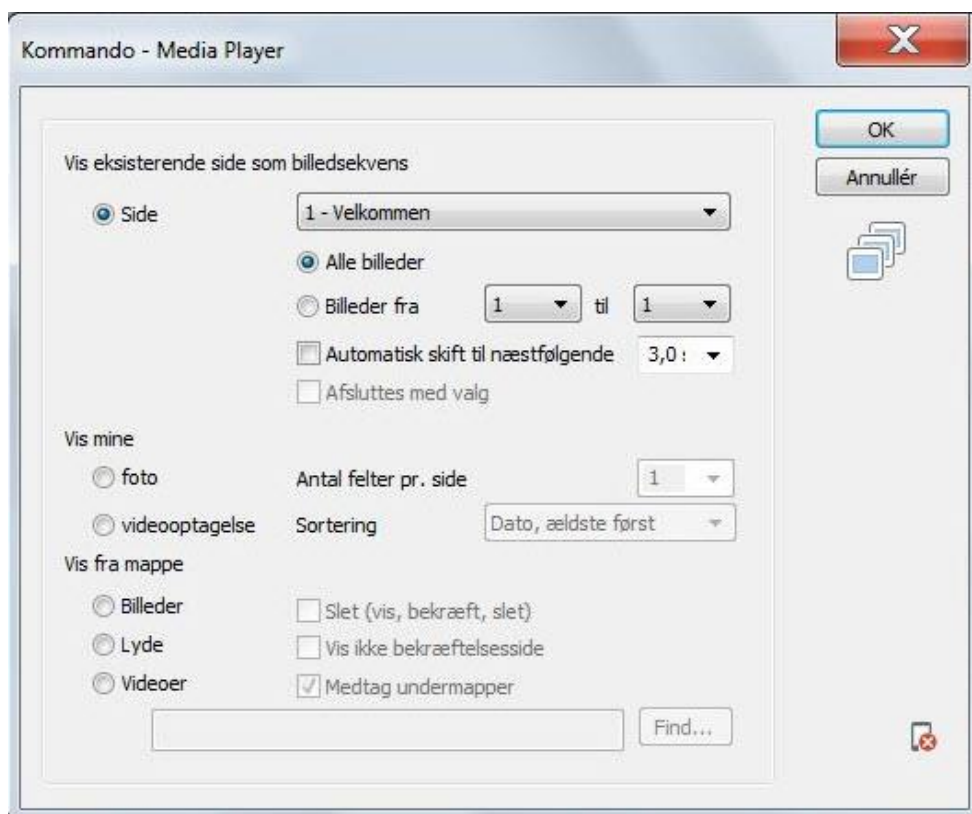 Kommando - Media Player
OK
Annullér
Vis eksisterende side som billedsekvens
Side 1 - Velkommen
Alle billeder
Billeder fra 1 til 1
Automatisk skift til næstfølgende 3,0 s
Afsluttes med valg
Vis mine
foto Antal felter pr. side 1
videooptagelse Sortering Dato, ældste først
Vis fra mappe
Billeder Slet (vis, bekræft, slet)
Lyde Vis ikke bekræftelsesside
Videoer Medtag undermapper
Find...